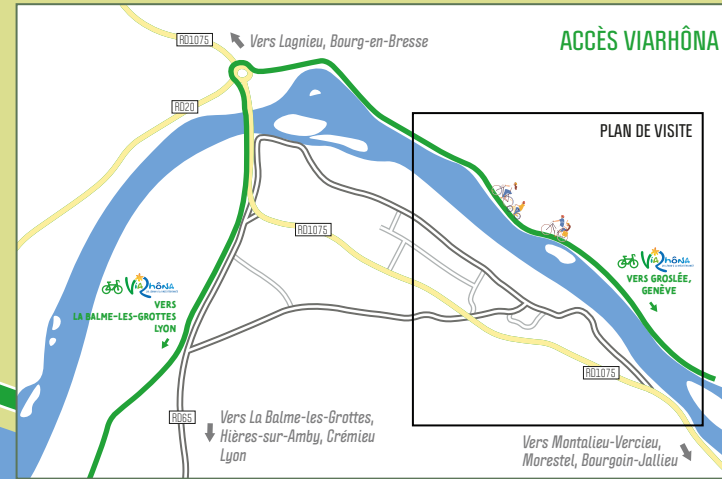 ACCÈS VIARHÔNA
RD1075
Vers Lagnieu, Bourg-en-Bresse
RD20
PLAN DE VISITE
RD1075
ViaRhôna
VERS GROSLÉE,
GENÈVE
ViaRhôna
VERS
LA BALME-LES-GROTTES
LYON
RD1075
RD65
Vers La Balme-les-Grottes,
Hières-sur-Amby, Crémieu
Lyon
Vers Montalieu-Vercieu,
Morestel, Bourgoin-Jallieu